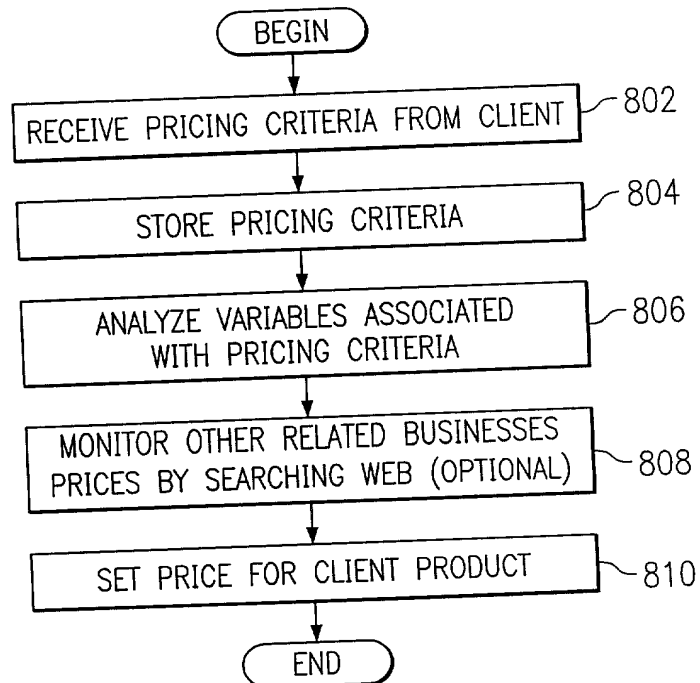 BEGIN
RECEIVE PRICING CRITERIA FROM CLIENT
802
STORE PRICING CRITERIA
804
ANALYZE VARIABLES ASSOCIATED
WITH PRICING CRITERIA
806
MONITOR OTHER RELATED BUSINESSES
PRICES BY SEARCHING WEB (OPTIONAL)
808
SET PRICE FOR CLIENT PRODUCT
810
END